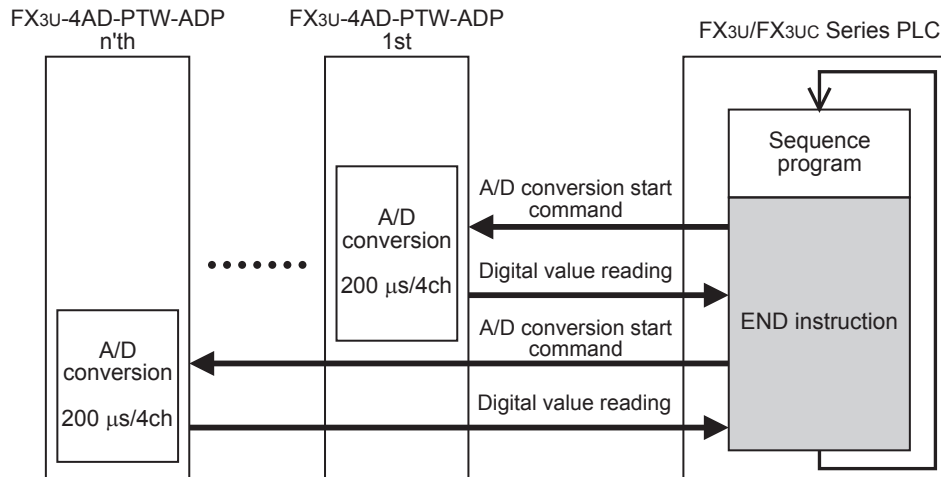 FX3U-4AD-PTW-ADP
n'th
FX3U-4AD-PTW-ADP
1st
FX3U/FX3UC Series PLC
Sequence
program
A/D conversion start
command
A/D
conversion
200 μs/4ch
Digital value reading
END instruction
A/D conversion start
command
A/D
conversion
200 μs/4ch
Digital value reading